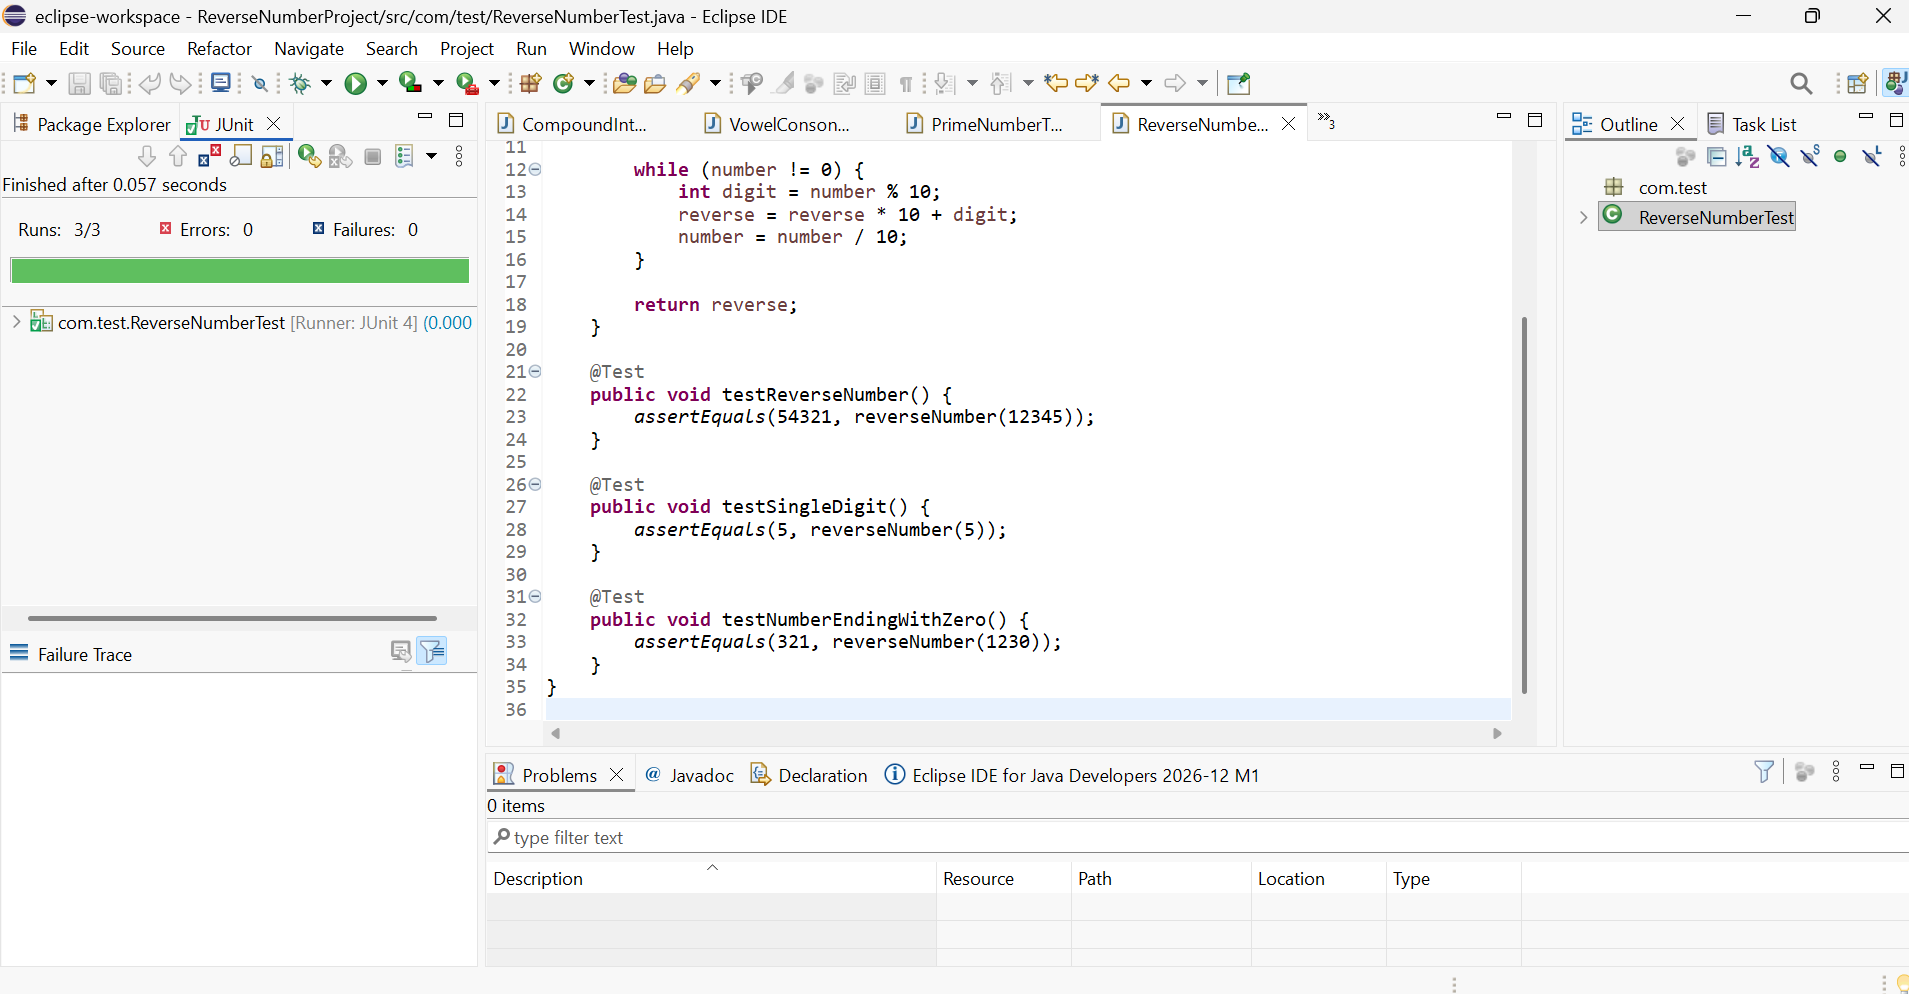 eclipse-workspace - ReverseNumberProject/src/com/test/ReverseNumberTest.java - Eclipse IDE
File Edit Source Refactor Navigate Search Project Run Window Help
Package Explorer JUnit
Finished after 0.057 seconds
Runs: 3/3 Errors: 0 Failures: 0
com.test.ReverseNumberTest [Runner: JUnit 4] (0.000
Failure Trace
CompoundInt... VowelConson... PrimeNumberT... ReverseNumbe... »3
11
12 while (number != 0) {
13 int digit = number % 10;
14 reverse = reverse * 10 + digit;
15 number = number / 10;
16 }
17
18 return reverse;
19 }
20
21 @Test
22 public void testReverseNumber() {
23 assertEquals(54321, reverseNumber(12345));
24 }
25
26 @Test
27 public void testSingleDigit() {
28 assertEquals(5, reverseNumber(5));
29 }
30
31 @Test
32 public void testNumberEndingWithZero() {
33 assertEquals(321, reverseNumber(1230));
34 }
35 }
36
Outline Task List
com.test
ReverseNumberTest
Problems @ Javadoc Declaration Eclipse IDE for Java Developers 2026-12 M1
0 items
type filter text
Description Resource Path Location Type